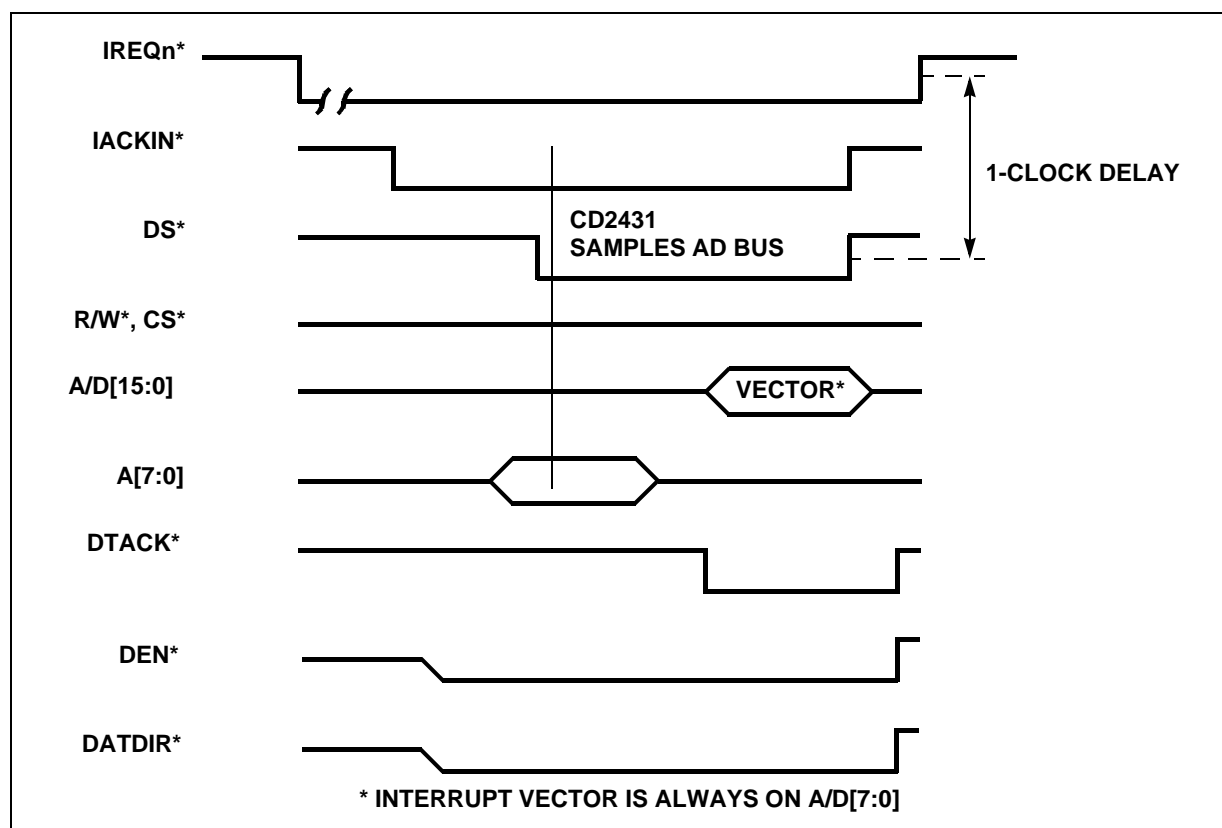 IREQn*
IACKIN*
1-CLOCK DELAY
DS*
CD2431
SAMPLES AD BUS
R/W*, CS*
A/D[15:0]
VECTOR*
A[7:0]
DTACK*
DEN*
DATDIR*
* INTERRUPT VECTOR IS ALWAYS ON A/D[7:0]